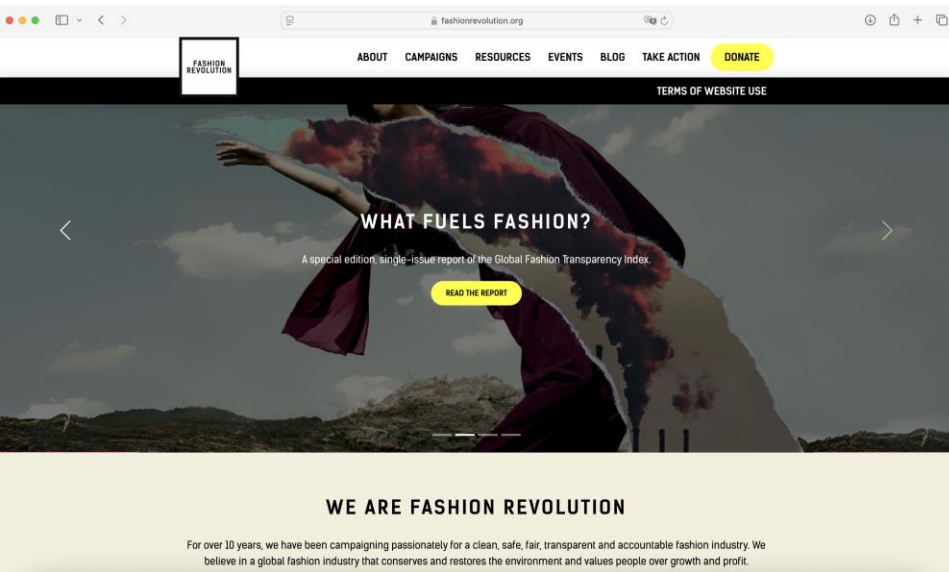 fashionrevolution.org
FASHION
REVOLUTION
ABOUT CAMPAIGNS RESOURCES EVENTS BLOG TAKE ACTION DONATE
TERMS OF WEBSITE USE
WHAT FUELS FASHION?
A special edition, single-issue report of the Global Fashion Transparency Index.
READ THE REPORT
WE ARE FASHION REVOLUTION
For over 10 years, we have been campaigning passionately for a clean, safe, fair, transparent and accountable fashion industry. We
believe in a global fashion industry that conserves and restores the environment and values people over growth and profit.